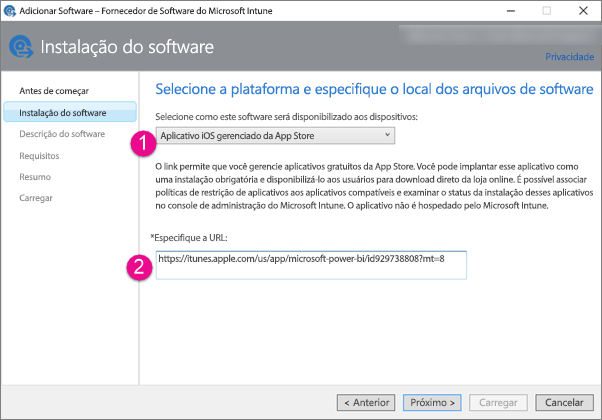 Adicionar Software – Fornecedor de Software do Microsoft Intune
Instalação do software
Privacidade
Antes de começar
Instalação do software
Descrição do software
Requisitos
Resumo
Carregar
Selecione a plataforma e especifique o local dos arquivos de software
Selecione como este software será disponibilizado aos dispositivos:
1
Aplicativo iOS gerenciado da App Store
O link permite que você gerencie aplicativos gratuitos da App Store. Você pode implantar esse aplicativo como
uma instalação obrigatória e disponibilizá-lo aos usuários para download direto da loja online. É possível associar
políticas de restrição de aplicativos aos aplicativos compatíveis e examinar o status da instalação desses aplicativos
no console de administração do Microsoft Intune. O aplicativo não é hospedado pelo Microsoft Intune.
*Especifique a URL:
2
https://itunes.apple.com/us/app/microsoft-power-bi/id929738808?mt=8
< Anterior
Próximo >
Carregar
Cancelar